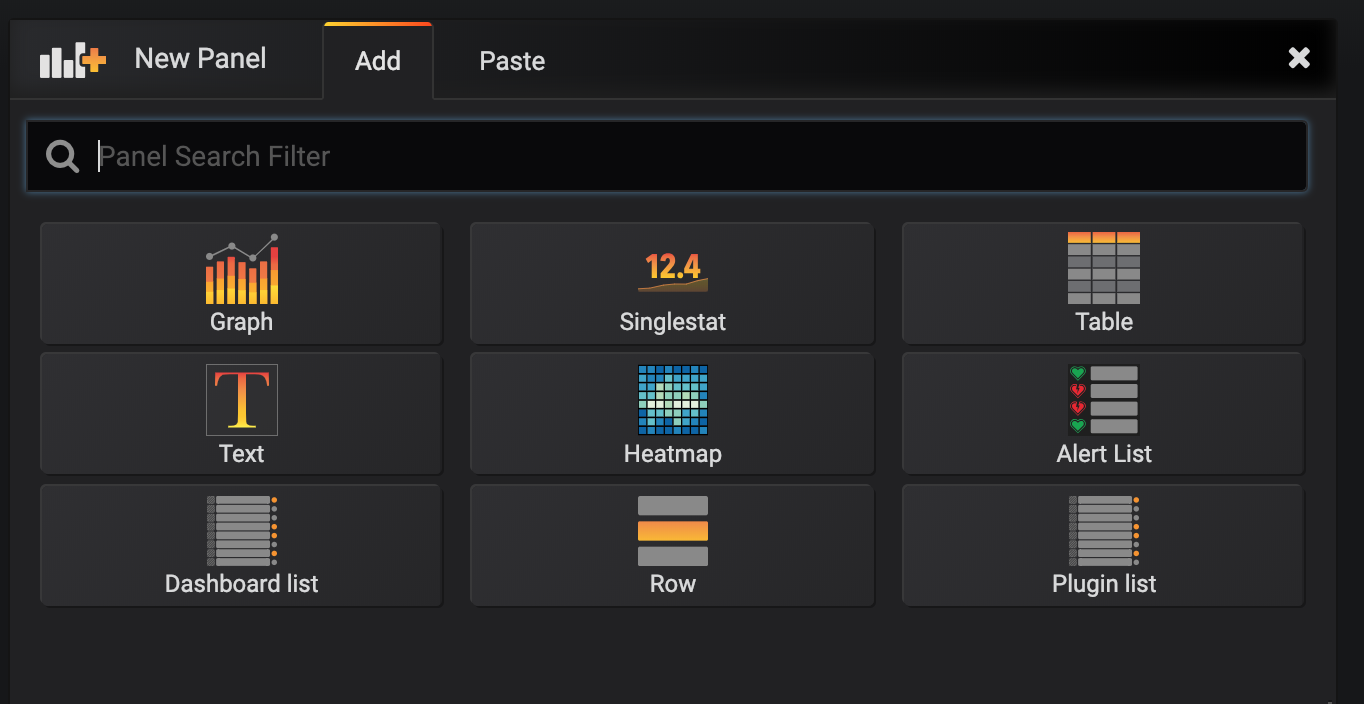 New Panel Add Paste
Panel Search Filter
12.4
Graph Singlestat Table
T
Text Heatmap Alert List
Dashboard list Row Plugin list